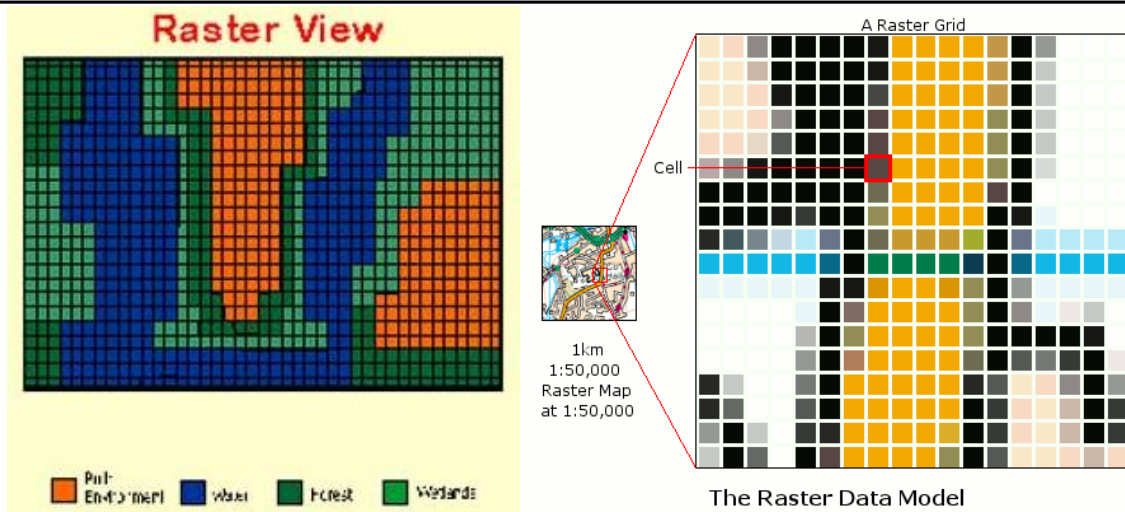 Raster View
Environment
Water
Forest
Wetlands
A Raster Grid
Cell
1km
1:50,000
Raster Map
at 1:50,000
The Raster Data Model